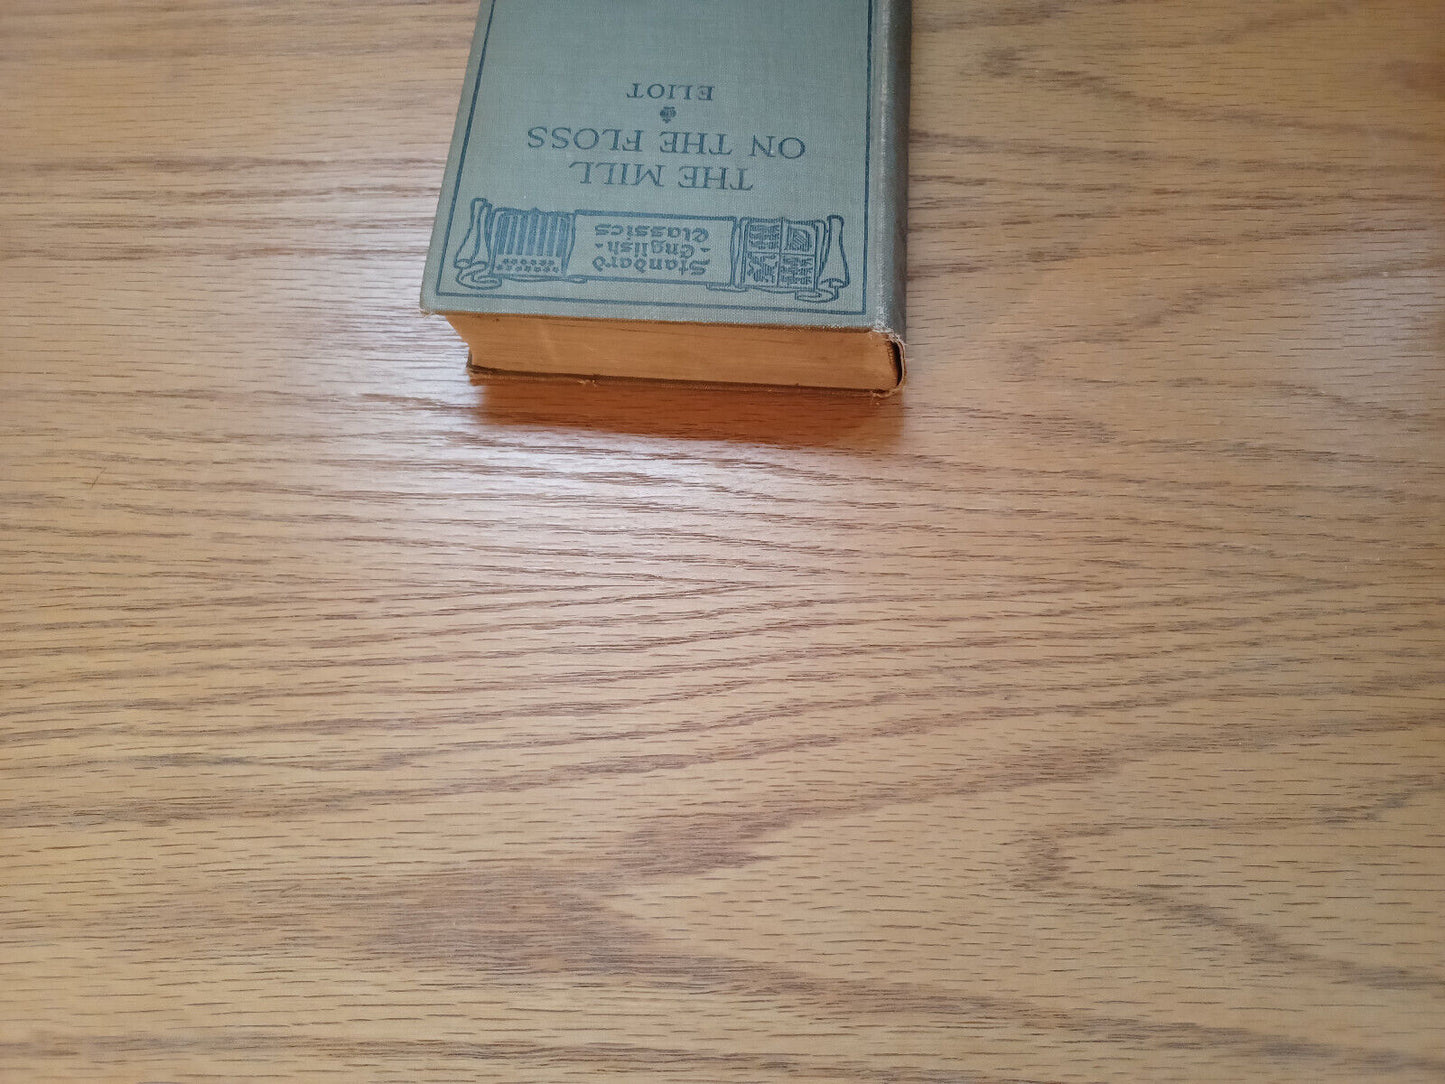 Standard
-English-
Classics
THE MILL
ON THE FLOSS
ELIOT